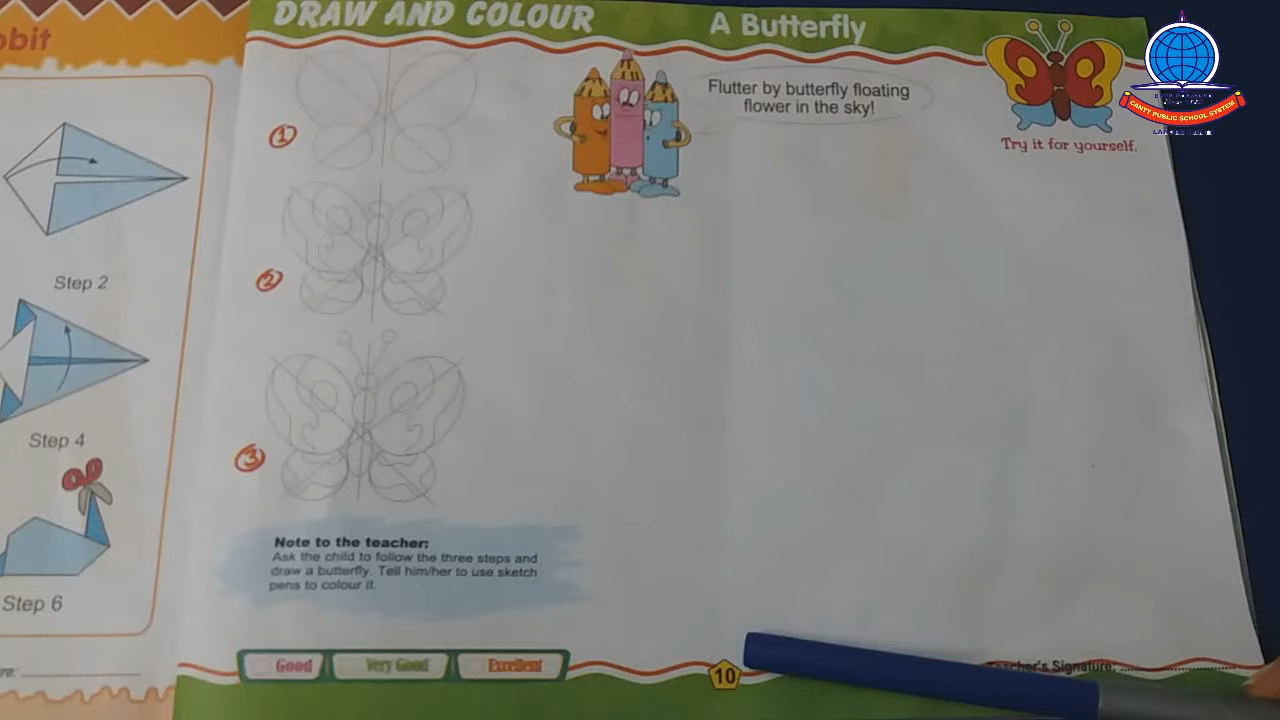 obit
Step 2
Step 4
Step 6
re:
DRAW AND COLOUR
A Butterfly
Flutter by butterfly floating
flower in the sky!
Try it for yourself.
1
2
3
Note to the teacher:
Ask the child to follow the three steps and
draw a butterfly. Tell him/her to use sketch
pens to colour it.
Good
Very Good
Excellent
10
acher's Signature:
CANTT PUBLIC SCHOOL SYSTEM